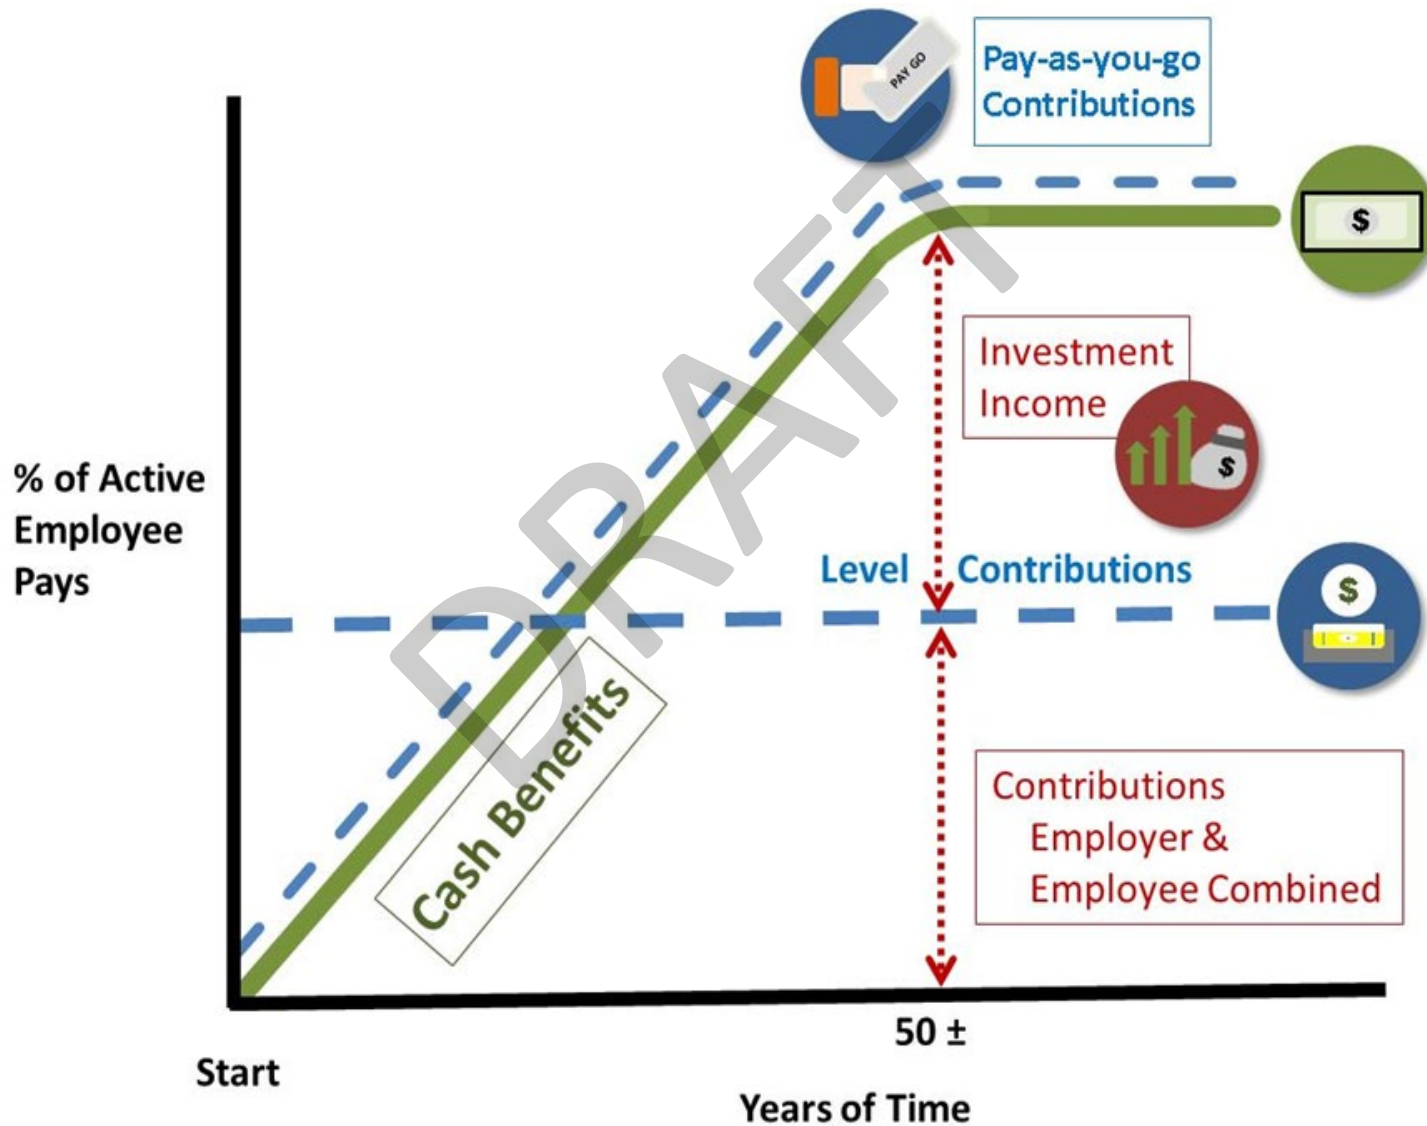 PAY GO
Pay-as-you-go
Contributions
$
Investment
Income
$
% of Active
Employee
Pays
Level Contributions
$
Cash Benefits
Contributions
Employer &
Employee Combined
DRAFT
50 ±
Start
Years of Time